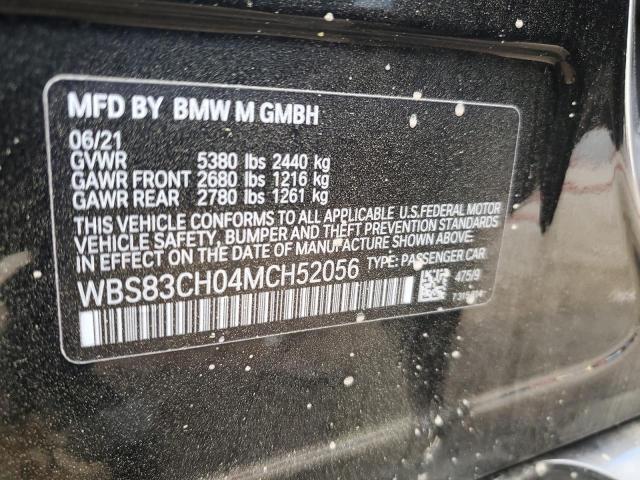 MFD BY BMW M GMBH
06/21
GVWR 5380 lbs 2440 kg
GAWR FRONT 2680 lbs 1216 kg
GAWR REAR 2780 lbs 1261 kg
THIS VEHICLE CONFORMS TO ALL APPLICABLE U.S.FEDERAL MOTOR
VEHICLE SAFETY, BUMPER AND THEFT PREVENTION STANDARDS
IN EFFECT ON THE DATE OF MANUFACTURE SHOWN ABOVE.
WBS83CH04MCH52056 TYPE: PASSENGER CAR
475/9